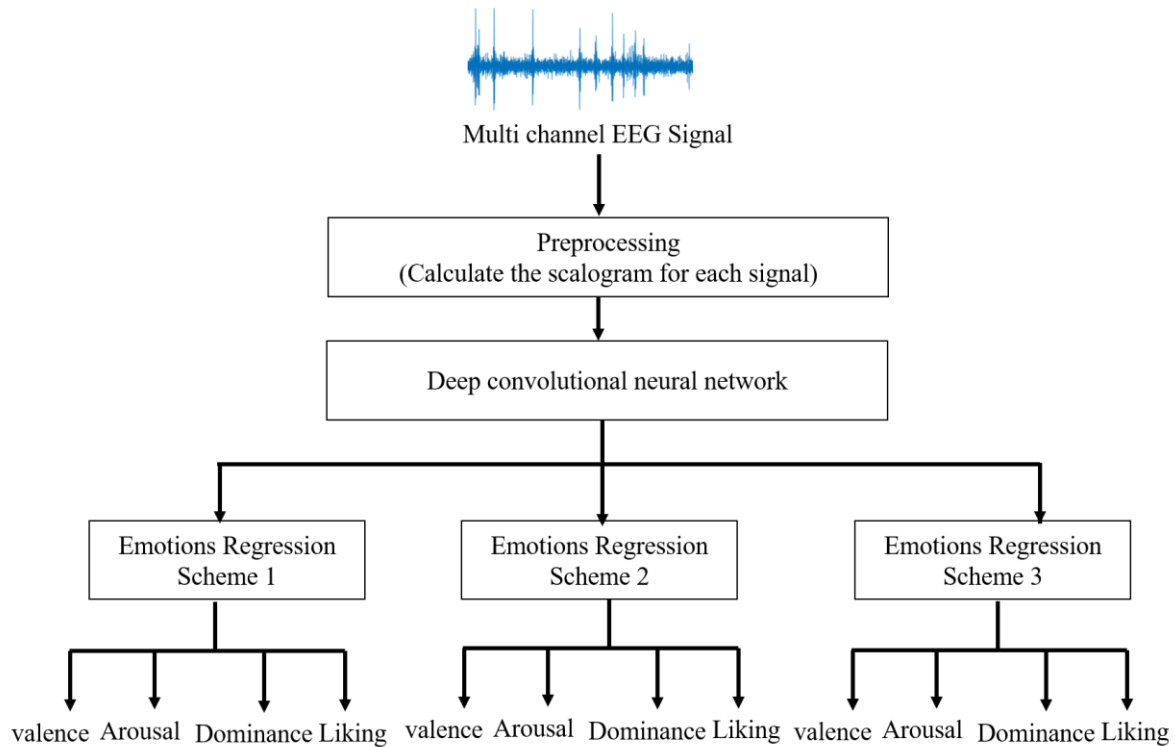 Multi channel EEG Signal
Preprocessing
(Calculate the scalogram for each signal)
Deep convolutional neural network
Emotions Regression
Scheme 1
Emotions Regression
Scheme 2
Emotions Regression
Scheme 3
valence Arousal Dominance Liking
valence Arousal Dominance Liking
valence Arousal Dominance Liking